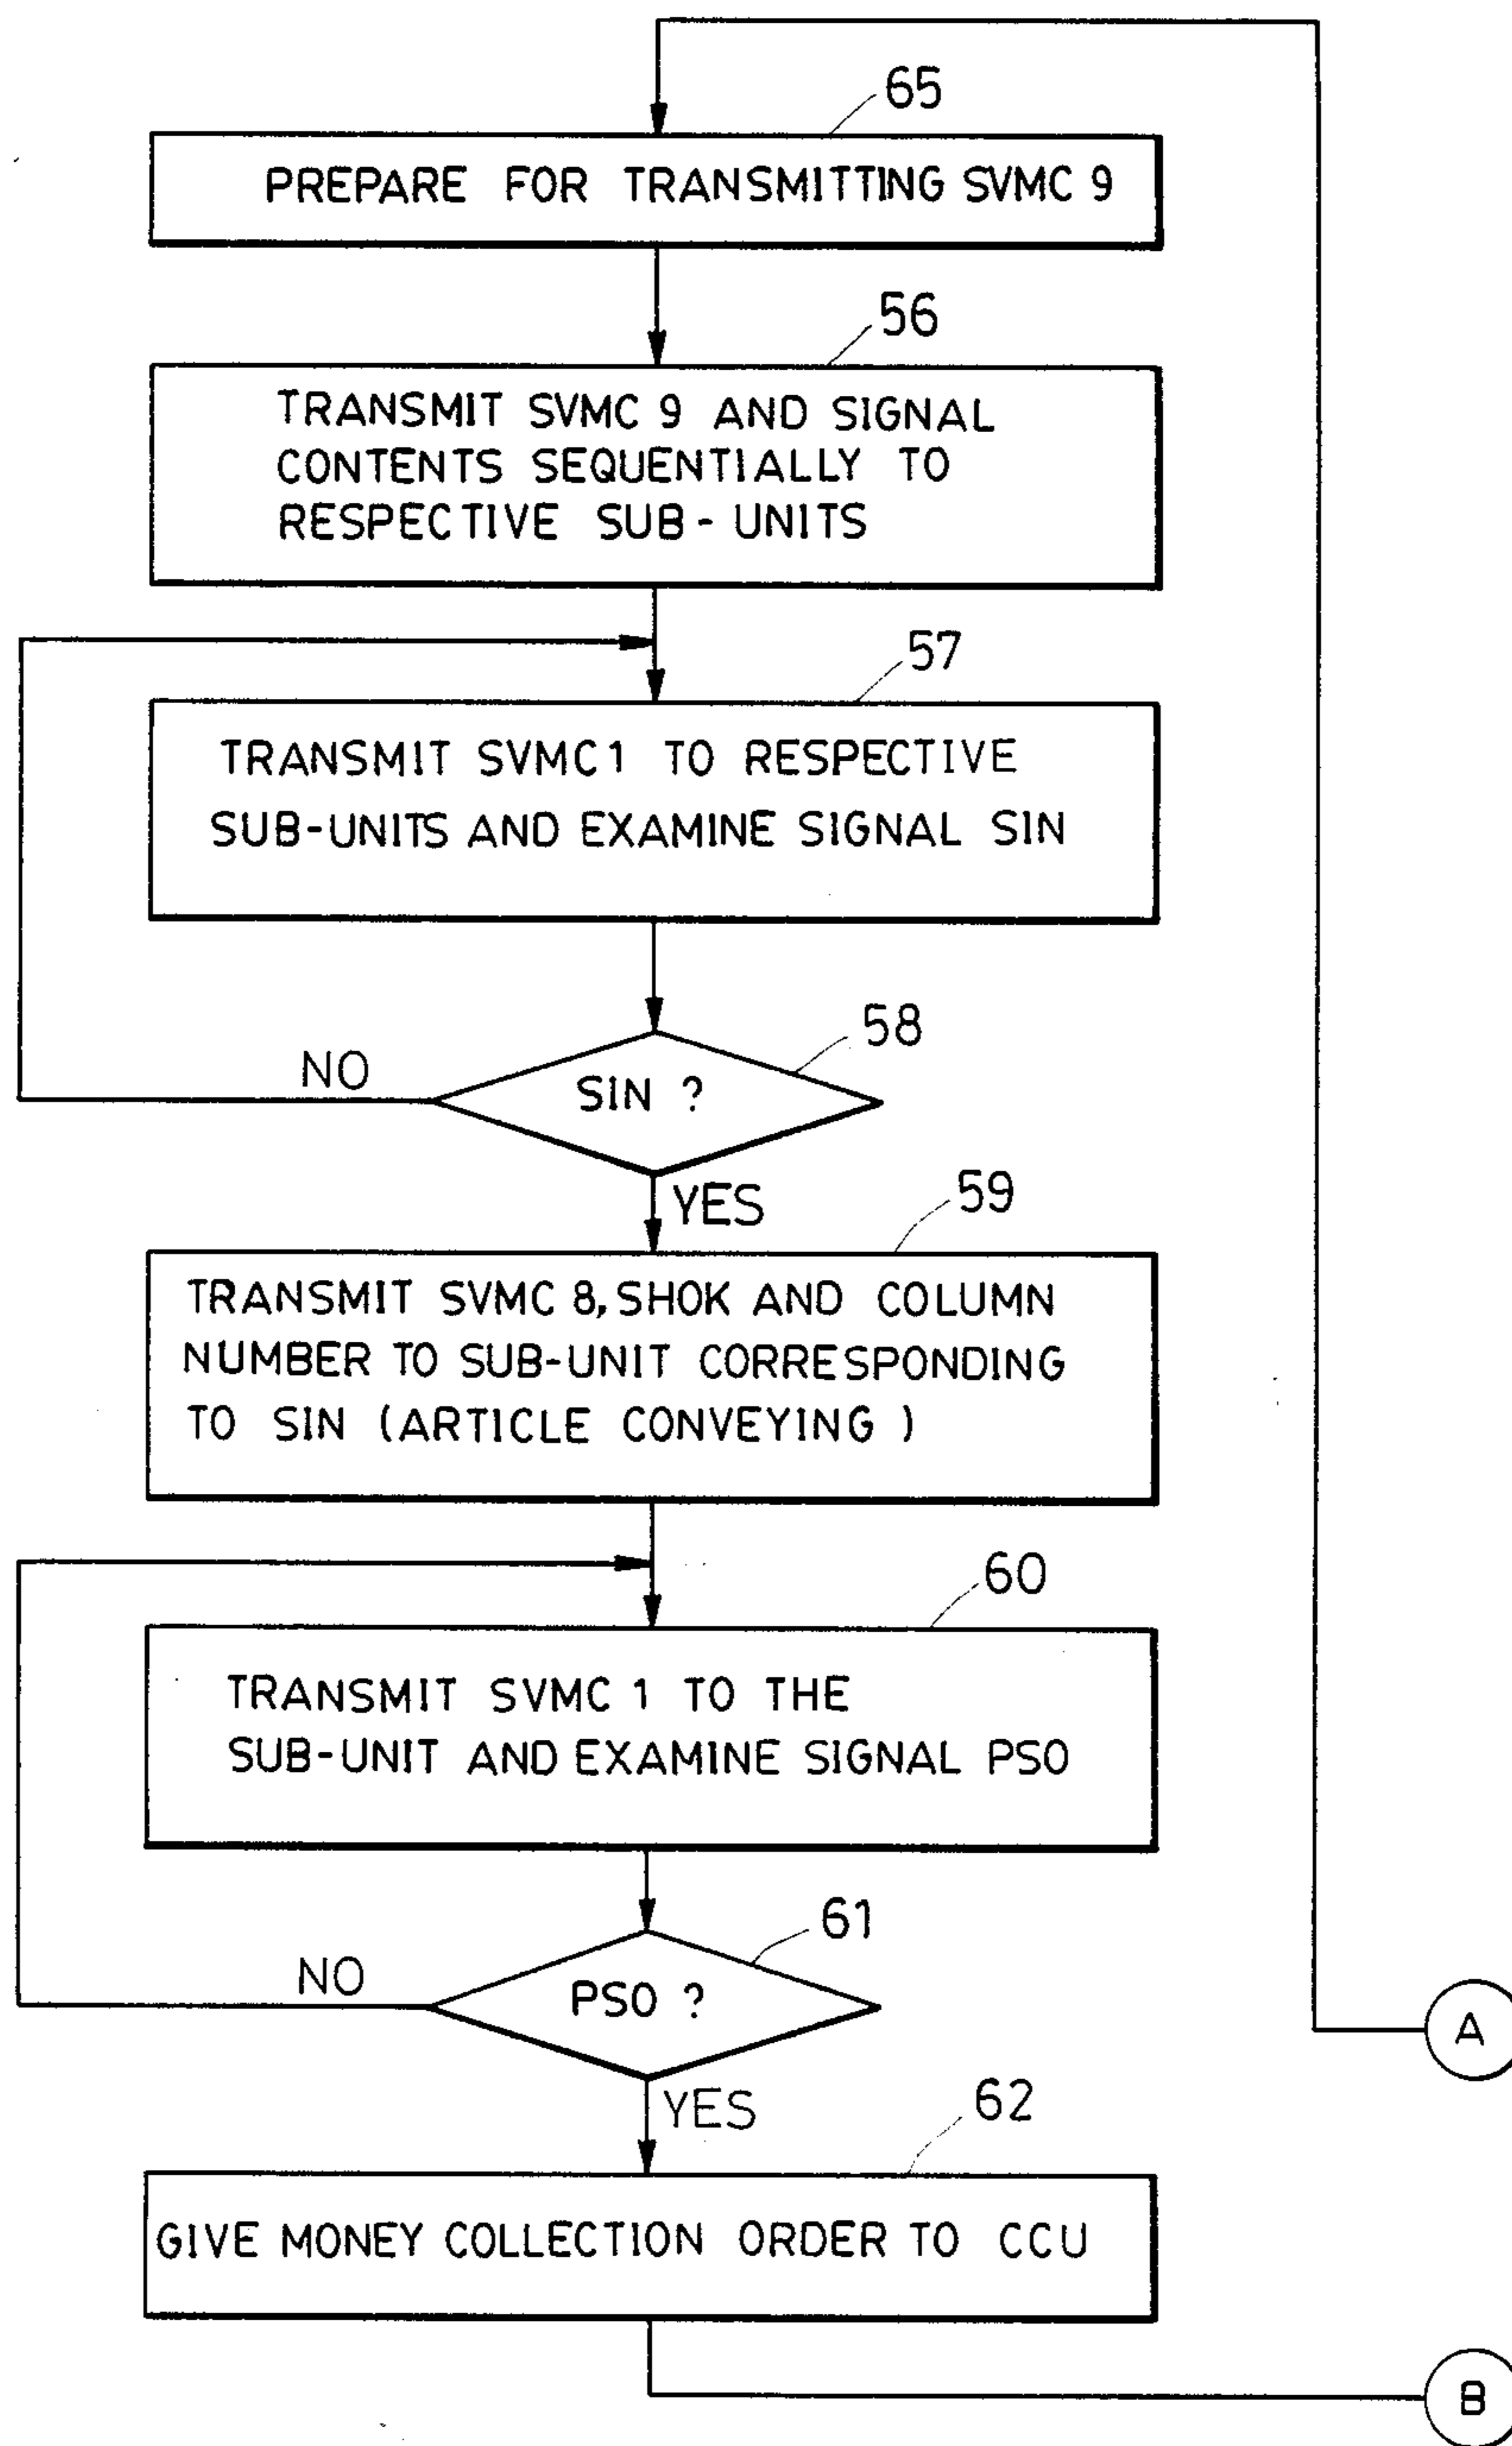 65
PREPARE FOR TRANSMITTING SVMC 9
56
TRANSMIT SVMC 9 AND SIGNAL
CONTENTS SEQUENTIALLY TO
RESPECTIVE SUB-UNITS
57
TRANSMIT SVMC1 TO RESPECTIVE
SUB-UNITS AND EXAMINE SIGNAL SIN
58
NO
SIN ?
YES
59
TRANSMIT SVMC 8, SHOK AND COLUMN
NUMBER TO SUB-UNIT CORRESPONDING
TO SIN (ARTICLE CONVEYING )
60
TRANSMIT SVMC 1 TO THE
SUB-UNIT AND EXAMINE SIGNAL PSO
61
NO
PSO ?
A
YES
62
GIVE MONEY COLLECTION ORDER TO CCU
B